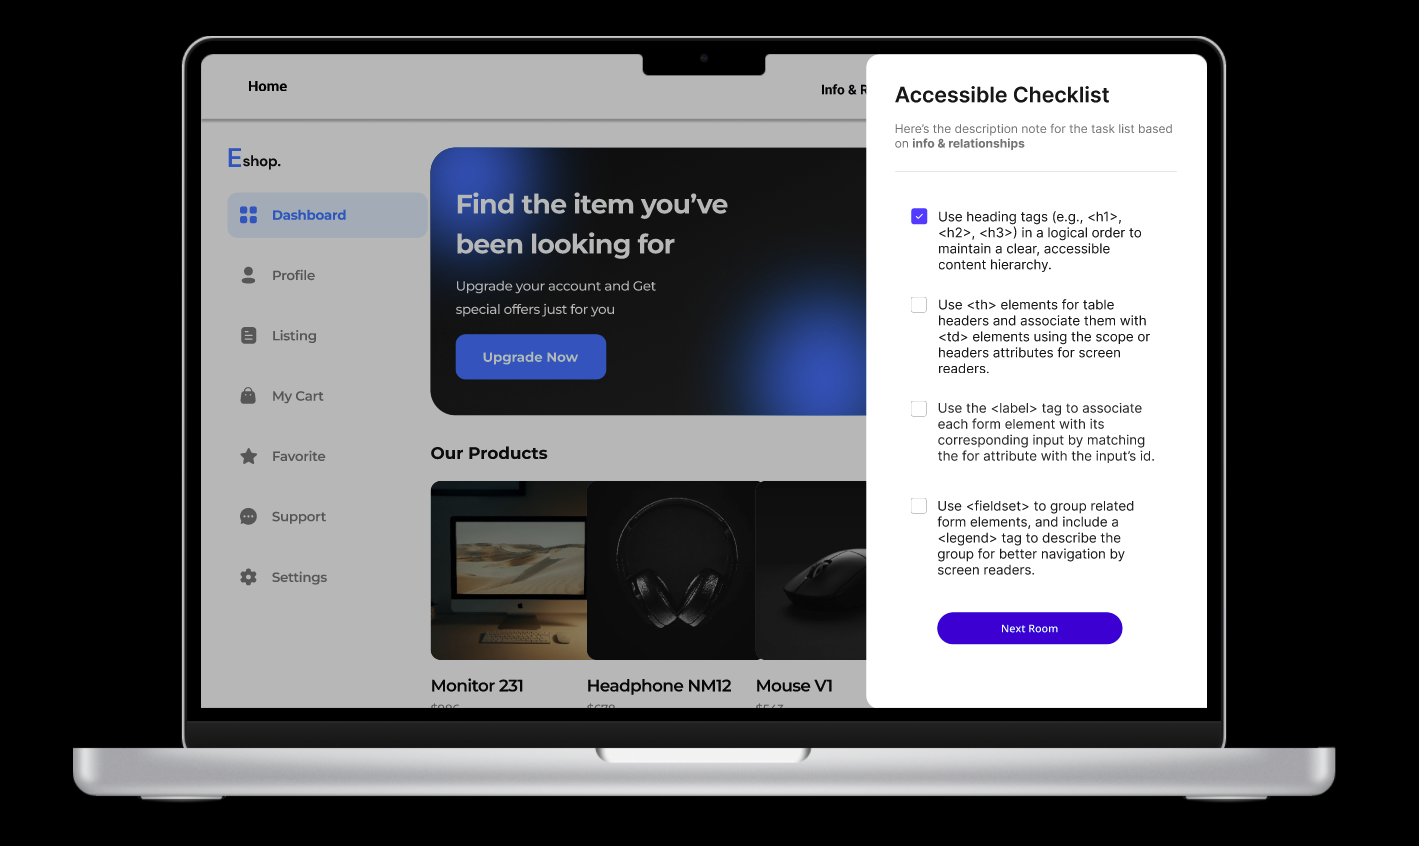 Home
Info & R
Eshop.
Dashboard
Profile
Listing
My Cart
Favorite
Support
Settings
Find the item you’ve
been looking for
Upgrade your account and Get
special offers just for you
Upgrade Now
Our Products
Monitor 231
Headphone NM12
Mouse V1
Accessible Checklist
Here’s the description note for the task list based
on info & relationships
Use heading tags (e.g., <h1>,
<h2>, <h3>) in a logical order to
maintain a clear, accessible
content hierarchy.
Use <th> elements for table
headers and associate them with
<td> elements using the scope or
headers attributes for screen
readers.
Use the <label> tag to associate
each form element with its
corresponding input by matching
the for attribute with the input’s id.
Use <fieldset> to group related
form elements, and include a
<legend> tag to describe the
group for better navigation by
screen readers.
Next Room